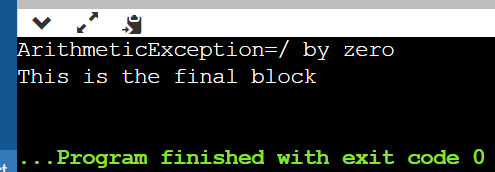 ArithmeticException=/ by zero
This is the final block
...Program finished with exit code 0